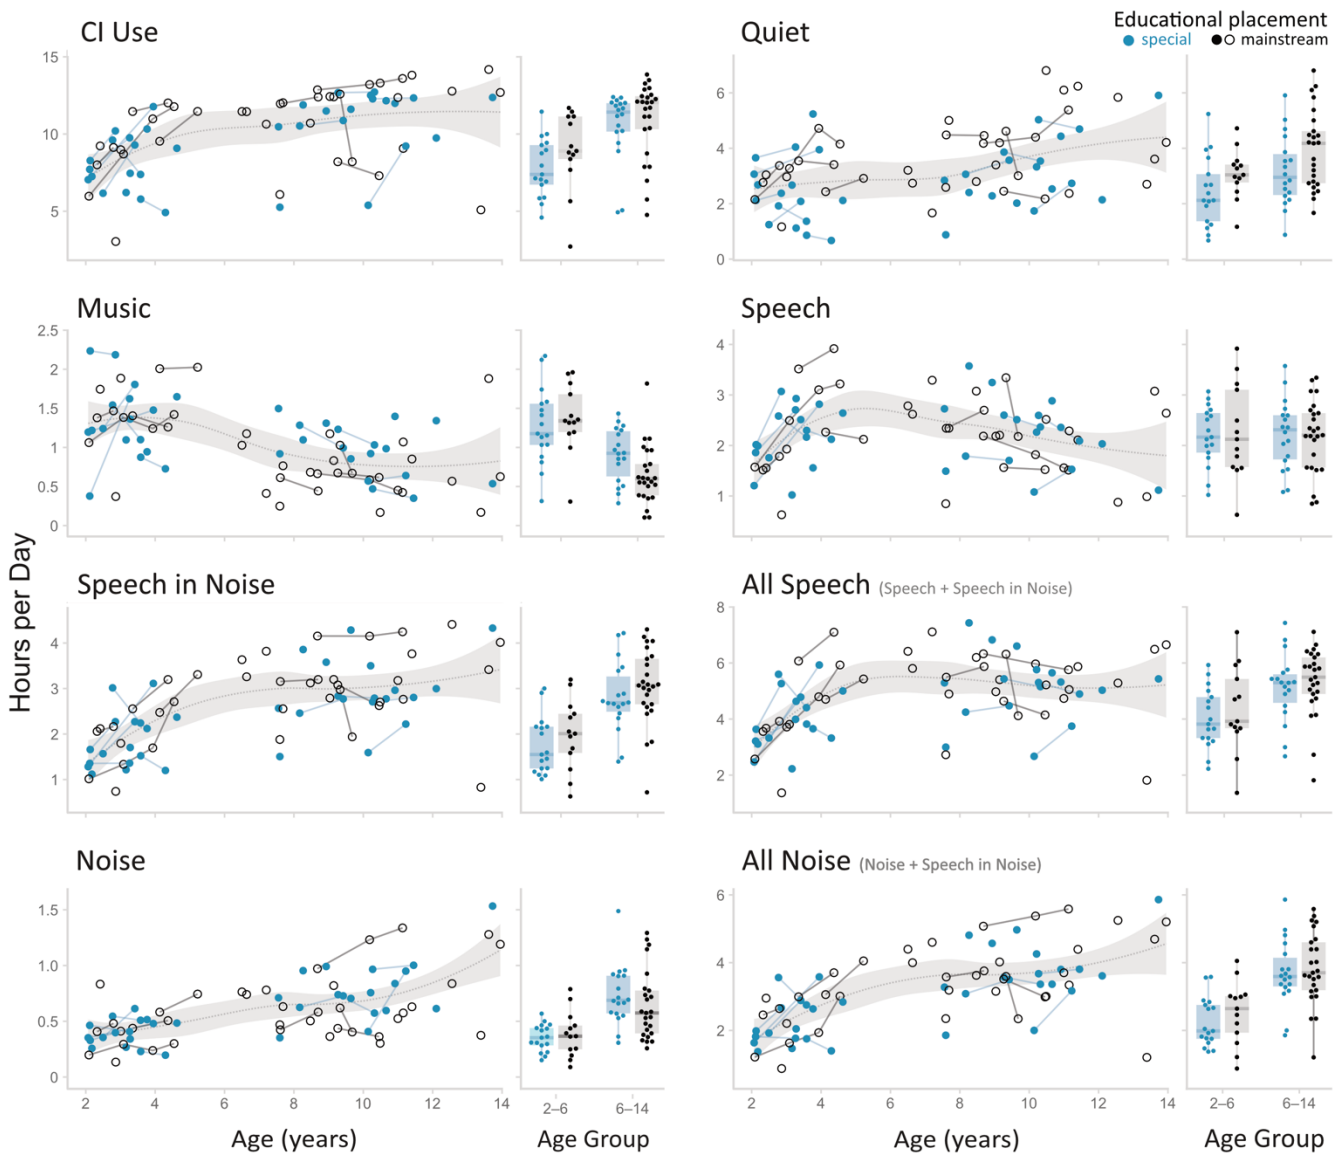 Educational placement
special mainstream
CI Use
15
10
5
Quiet
6
4
2
0
Music
2.5
2
1.5
1
0.5
0
Speech
4
3
2
1
Hours per Day
Speech in Noise
4
3
2
1
All Speech (Speech + Speech in Noise)
8
6
4
2
Noise
1.5
1.0
0.5
0
2 4 6 8 10 12 14
2–6 6–14
Age (years) Age Group
All Noise (Noise + Speech in Noise)
6
4
2
2 4 6 8 10 12 14
2–6 6–14
Age (years) Age Group